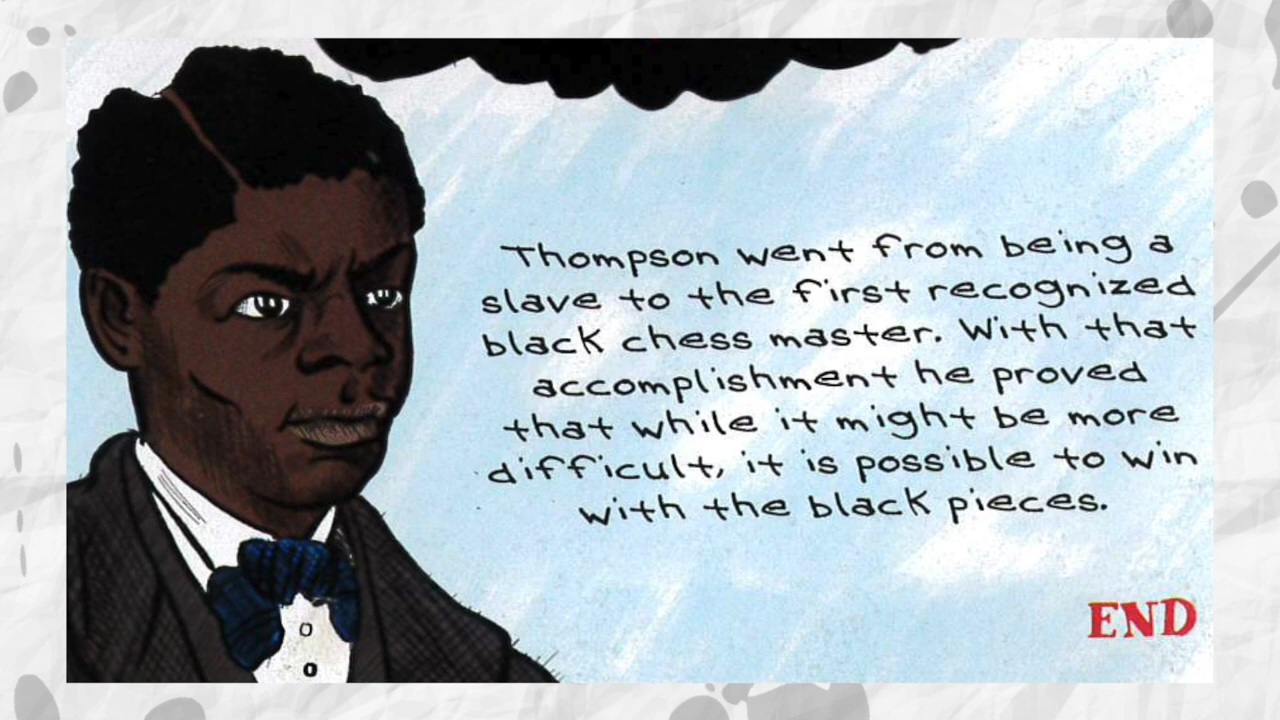 Thompson went from being a
slave to the first recognized
black chess master. With that
accomplishment he proved
that while it might be more
difficult, it is possible to win
with the black pieces.
END